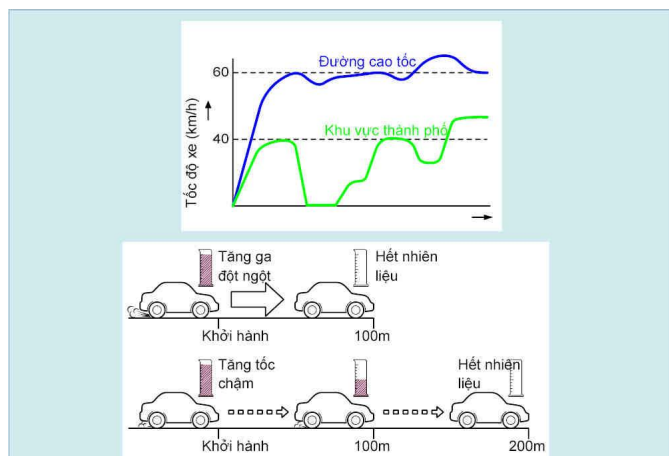 Đường cao tốc
60
Khu vực thành phố
40
Tốc độ xe (km/h)
Tăng ga
đột ngột
Hết nhiên
liệu
Khởi hành
100m
Tăng tốc
chậm
Hết nhiên
liệu
Khởi hành
100m
200m